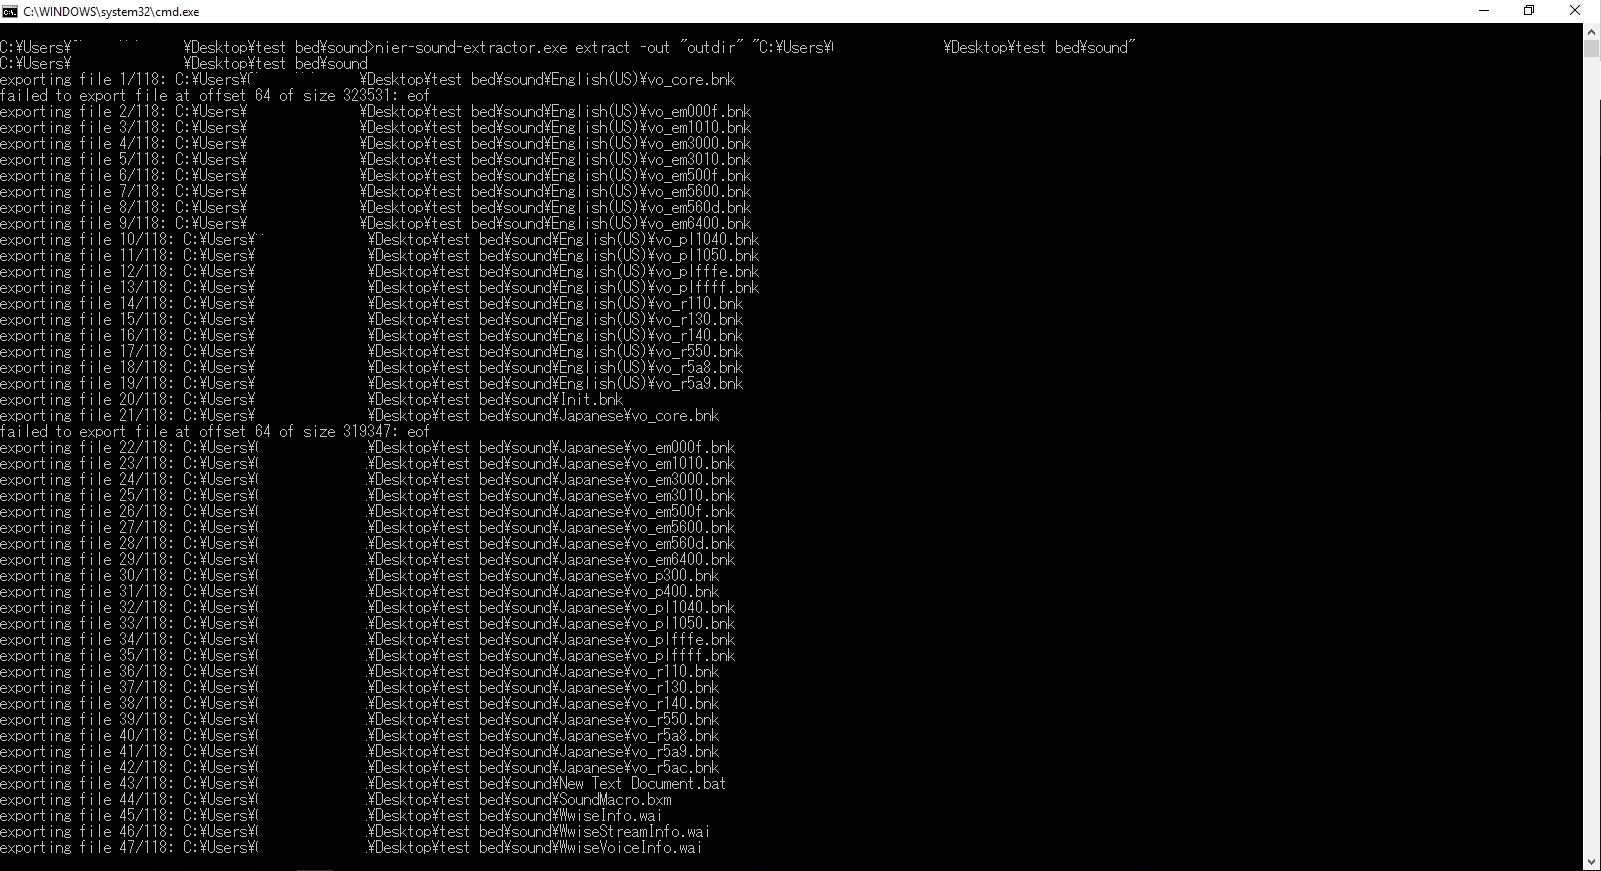 C:\WINDOWS\system32\cmd.exe
C:¥Users¥ ¥Desktop¥test bed¥sound>nier-sound-extractor.exe extract -out "outdir" "C:¥Users¥ ¥Desktop¥test bed¥sound"
C:¥Users¥ ¥Desktop¥test bed¥sound
exporting file 1/118: C:¥Users¥ ¥Desktop¥test bed¥sound¥English(US)¥vo_core.bnk
failed to export file at offset 64 of size 323531: eof
exporting file 2/118: C:¥Users¥ ¥Desktop¥test bed¥sound¥English(US)¥vo_em000f.bnk
exporting file 3/118: C:¥Users¥ ¥Desktop¥test bed¥sound¥English(US)¥vo_em1010.bnk
exporting file 4/118: C:¥Users¥ ¥Desktop¥test bed¥sound¥English(US)¥vo_em3000.bnk
exporting file 5/118: C:¥Users¥ ¥Desktop¥test bed¥sound¥English(US)¥vo_em3010.bnk
exporting file 6/118: C:¥Users¥ ¥Desktop¥test bed¥sound¥English(US)¥vo_em500f.bnk
exporting file 7/118: C:¥Users¥ ¥Desktop¥test bed¥sound¥English(US)¥vo_em5600.bnk
exporting file 8/118: C:¥Users¥ ¥Desktop¥test bed¥sound¥English(US)¥vo_em560d.bnk
exporting file 9/118: C:¥Users¥ ¥Desktop¥test bed¥sound¥English(US)¥vo_em6400.bnk
exporting file 10/118: C:¥Users¥ ¥Desktop¥test bed¥sound¥English(US)¥vo_pl1040.bnk
exporting file 11/118: C:¥Users¥ ¥Desktop¥test bed¥sound¥English(US)¥vo_pl1050.bnk
exporting file 12/118: C:¥Users¥ ¥Desktop¥test bed¥sound¥English(US)¥vo_plfffe.bnk
exporting file 13/118: C:¥Users¥ ¥Desktop¥test bed¥sound¥English(US)¥vo_plffff.bnk
exporting file 14/118: C:¥Users¥ ¥Desktop¥test bed¥sound¥English(US)¥vo_r110.bnk
exporting file 15/118: C:¥Users¥ ¥Desktop¥test bed¥sound¥English(US)¥vo_r130.bnk
exporting file 16/118: C:¥Users¥ ¥Desktop¥test bed¥sound¥English(US)¥vo_r140.bnk
exporting file 17/118: C:¥Users¥ ¥Desktop¥test bed¥sound¥English(US)¥vo_r550.bnk
exporting file 18/118: C:¥Users¥ ¥Desktop¥test bed¥sound¥English(US)¥vo_r5a8.bnk
exporting file 19/118: C:¥Users¥ ¥Desktop¥test bed¥sound¥English(US)¥vo_r5a9.bnk
exporting file 20/118: C:¥Users¥ ¥Desktop¥test bed¥sound¥Init.bnk
exporting file 21/118: C:¥Users¥ ¥Desktop¥test bed¥sound¥Japanese¥vo_core.bnk
failed to export file at offset 64 of size 319347: eof
exporting file 22/118: C:¥Users¥ ¥Desktop¥test bed¥sound¥Japanese¥vo_em000f.bnk
exporting file 23/118: C:¥Users¥ ¥Desktop¥test bed¥sound¥Japanese¥vo_em1010.bnk
exporting file 24/118: C:¥Users¥ ¥Desktop¥test bed¥sound¥Japanese¥vo_em3000.bnk
exporting file 25/118: C:¥Users¥ ¥Desktop¥test bed¥sound¥Japanese¥vo_em3010.bnk
exporting file 26/118: C:¥Users¥ ¥Desktop¥test bed¥sound¥Japanese¥vo_em500f.bnk
exporting file 27/118: C:¥Users¥ ¥Desktop¥test bed¥sound¥Japanese¥vo_em5600.bnk
exporting file 28/118: C:¥Users¥ ¥Desktop¥test bed¥sound¥Japanese¥vo_em560d.bnk
exporting file 29/118: C:¥Users¥ ¥Desktop¥test bed¥sound¥Japanese¥vo_em6400.bnk
exporting file 30/118: C:¥Users¥ ¥Desktop¥test bed¥sound¥Japanese¥vo_p300.bnk
exporting file 31/118: C:¥Users¥ ¥Desktop¥test bed¥sound¥Japanese¥vo_p400.bnk
exporting file 32/118: C:¥Users¥ ¥Desktop¥test bed¥sound¥Japanese¥vo_pl1040.bnk
exporting file 33/118: C:¥Users¥ ¥Desktop¥test bed¥sound¥Japanese¥vo_pl1050.bnk
exporting file 34/118: C:¥Users¥ ¥Desktop¥test bed¥sound¥Japanese¥vo_plfffe.bnk
exporting file 35/118: C:¥Users¥ ¥Desktop¥test bed¥sound¥Japanese¥vo_plffff.bnk
exporting file 36/118: C:¥Users¥ ¥Desktop¥test bed¥sound¥Japanese¥vo_r110.bnk
exporting file 37/118: C:¥Users¥ ¥Desktop¥test bed¥sound¥Japanese¥vo_r130.bnk
exporting file 38/118: C:¥Users¥ ¥Desktop¥test bed¥sound¥Japanese¥vo_r140.bnk
exporting file 39/118: C:¥Users¥ ¥Desktop¥test bed¥sound¥Japanese¥vo_r550.bnk
exporting file 40/118: C:¥Users¥ ¥Desktop¥test bed¥sound¥Japanese¥vo_r5a8.bnk
exporting file 41/118: C:¥Users¥ ¥Desktop¥test bed¥sound¥Japanese¥vo_r5a9.bnk
exporting file 42/118: C:¥Users¥ ¥Desktop¥test bed¥sound¥Japanese¥vo_r5ac.bnk
exporting file 43/118: C:¥Users¥ ¥Desktop¥test bed¥sound¥New Text Document.bat
exporting file 44/118: C:¥Users¥ ¥Desktop¥test bed¥sound¥SoundMacro.bxm
exporting file 45/118: C:¥Users¥ ¥Desktop¥test bed¥sound¥WwiseInfo.wai
exporting file 46/118: C:¥Users¥ ¥Desktop¥test bed¥sound¥WwiseStreamInfo.wai
exporting file 47/118: C:¥Users¥ ¥Desktop¥test bed¥sound¥WwiseVoiceInfo.wai